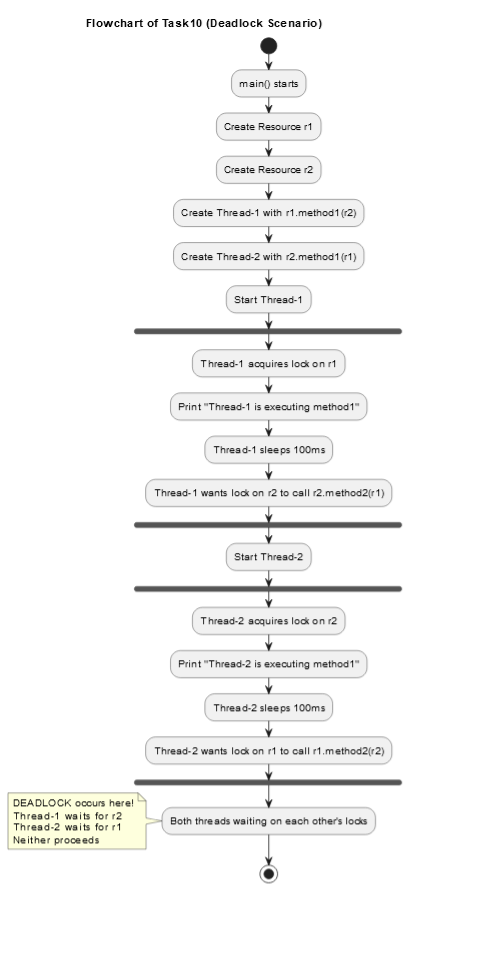 Flowchart of Task10 (Deadlock Scenario)
main() starts
Create Resource r1
Create Resource r2
Create Thread-1 with r1.method1(r2)
Create Thread-2 with r2.method1(r1)
Start Thread-1
Thread-1 acquires lock on r1
Print "Thread-1 is executing method1"
Thread-1 sleeps 100ms
Thread-1 wants lock on r2 to call r2.method2(r1)
Start Thread-2
Thread-2 acquires lock on r2
Print "Thread-2 is executing method1"
Thread-2 sleeps 100ms
Thread-2 wants lock on r1 to call r1.method2(r2)
DEADLOCK occurs here!
Thread-1 waits for r2
Thread-2 waits for r1
Neither proceeds
Both threads waiting on each other's locks